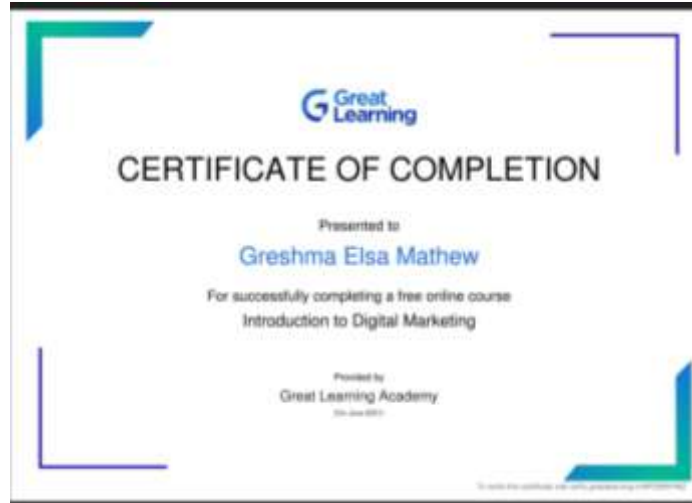 Great
Learning
CERTIFICATE OF COMPLETION
Presented to
Greshma Elsa Mathew
For successfully completing a free online course
Introduction to Digital Marketing
Provided by
Great Learning Academy